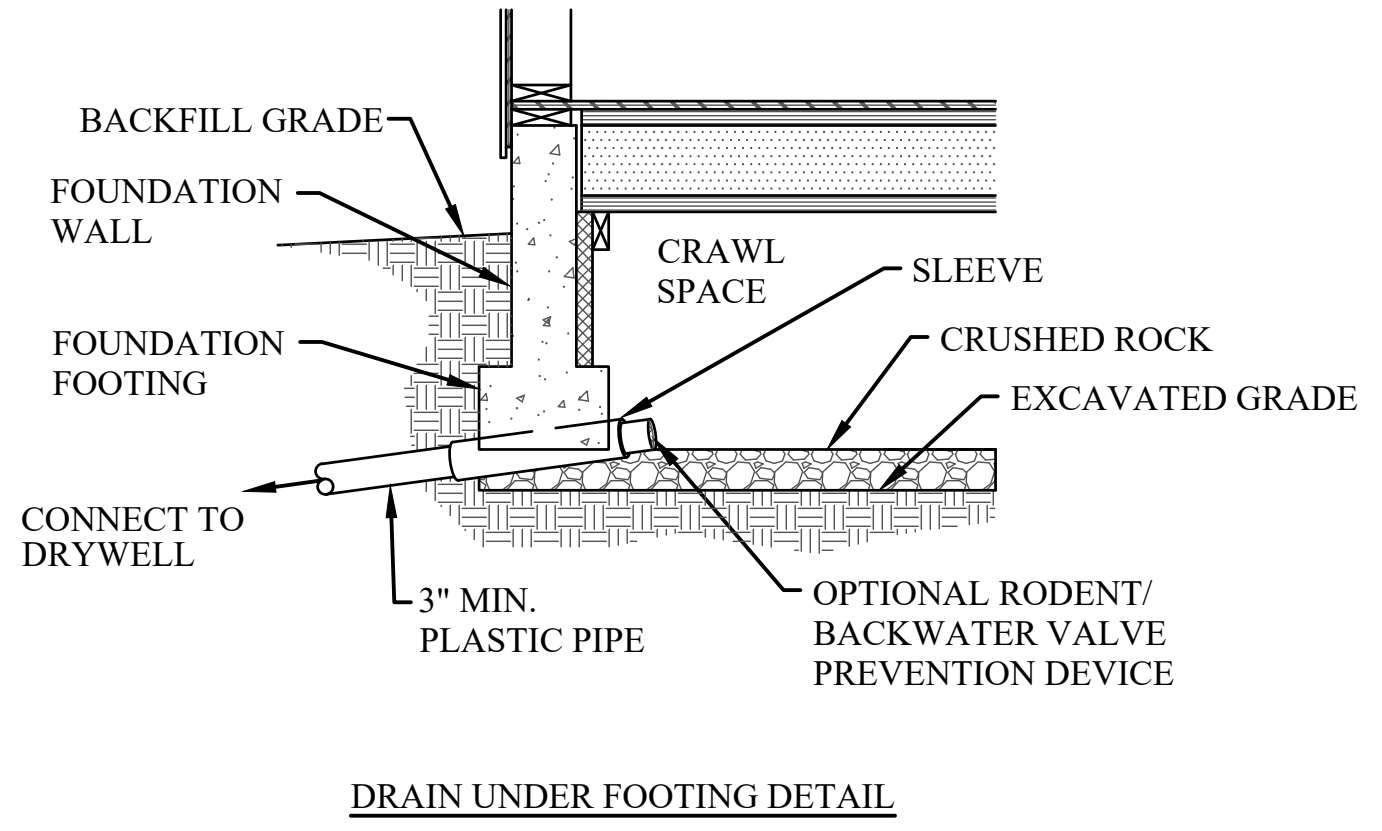 BACKFILL GRADE
FOUNDATION
WALL
CRAWL
SPACE
SLEEVE
FOUNDATION
FOOTING
CRUSHED ROCK
EXCAVATED GRADE
CONNECT TO
DRYWELL
3" MIN.
PLASTIC PIPE
OPTIONAL RODENT/
BACKWATER VALVE
PREVENTION DEVICE
DRAIN UNDER FOOTING DETAIL